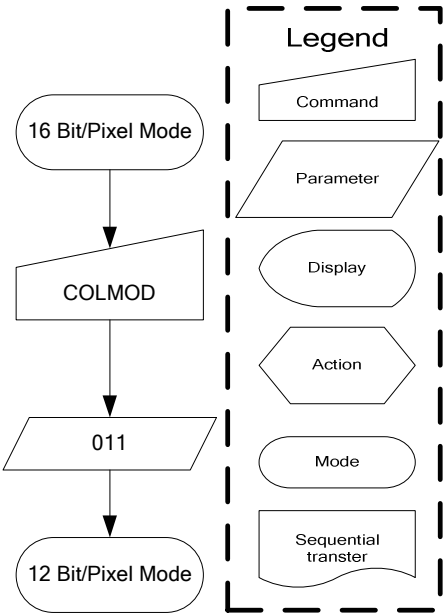 16 Bit/Pixel Mode
COLMOD
011
12 Bit/Pixel Mode
Legend
Command
Parameter
Display
Action
Mode
Sequential
transter